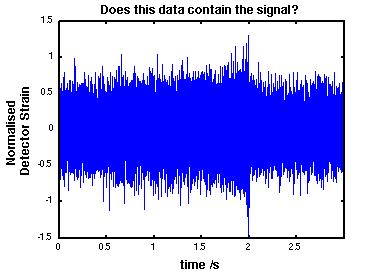 Does this data contain the signal?
1.5
1
0.5
0
-0.5
-1
-1.5
Normalised
Detector Strain
0 0.5 1 1.5 2 2.5
time /s